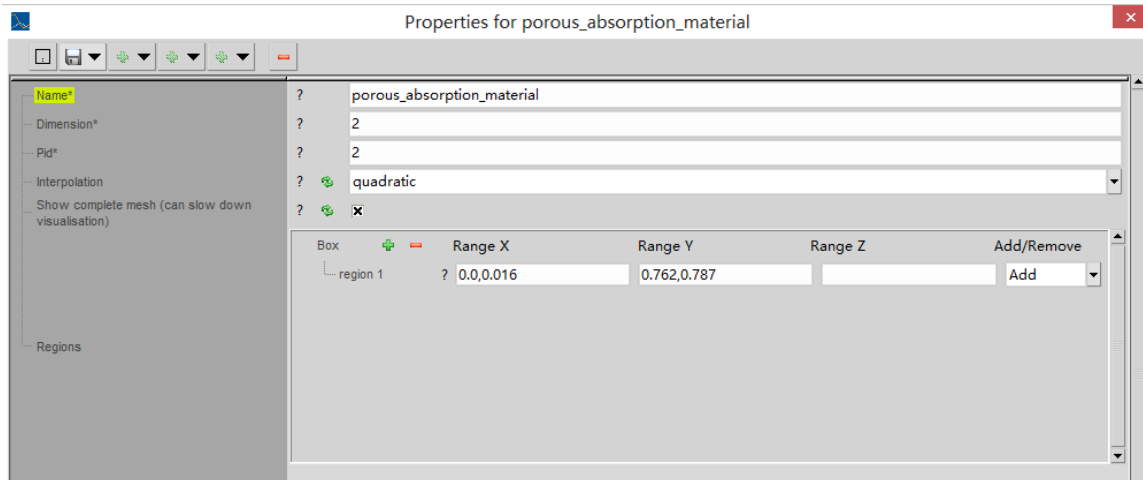 Properties for porous_absorption_material
Name* ? porous_absorption_material
Dimension* ? 2
Pid* ? 2
Interpolation ? quadratic
Show complete mesh (can slow down
visualisation) ?
Box Range X Range Y Range Z Add/Remove
region 1 ? 0.0,0.016 0.762,0.787 Add
Regions